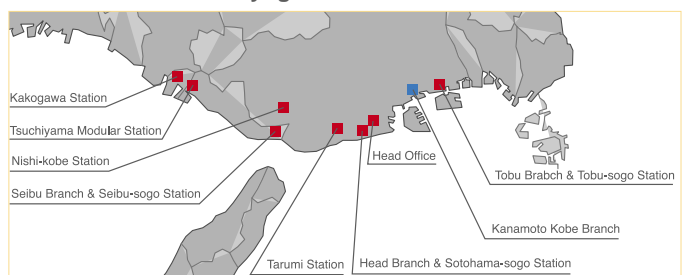 Kakogawa Station
Tsuchiyama Modular Station
Nishi-kobe Station
Seibu Branch & Seibu-sogo Station
Tarumi Station
Head Branch & Sotohama-sogo Station
Head Office
Kanamoto Kobe Branch
Tobu Brabch & Tobu-sogo Station